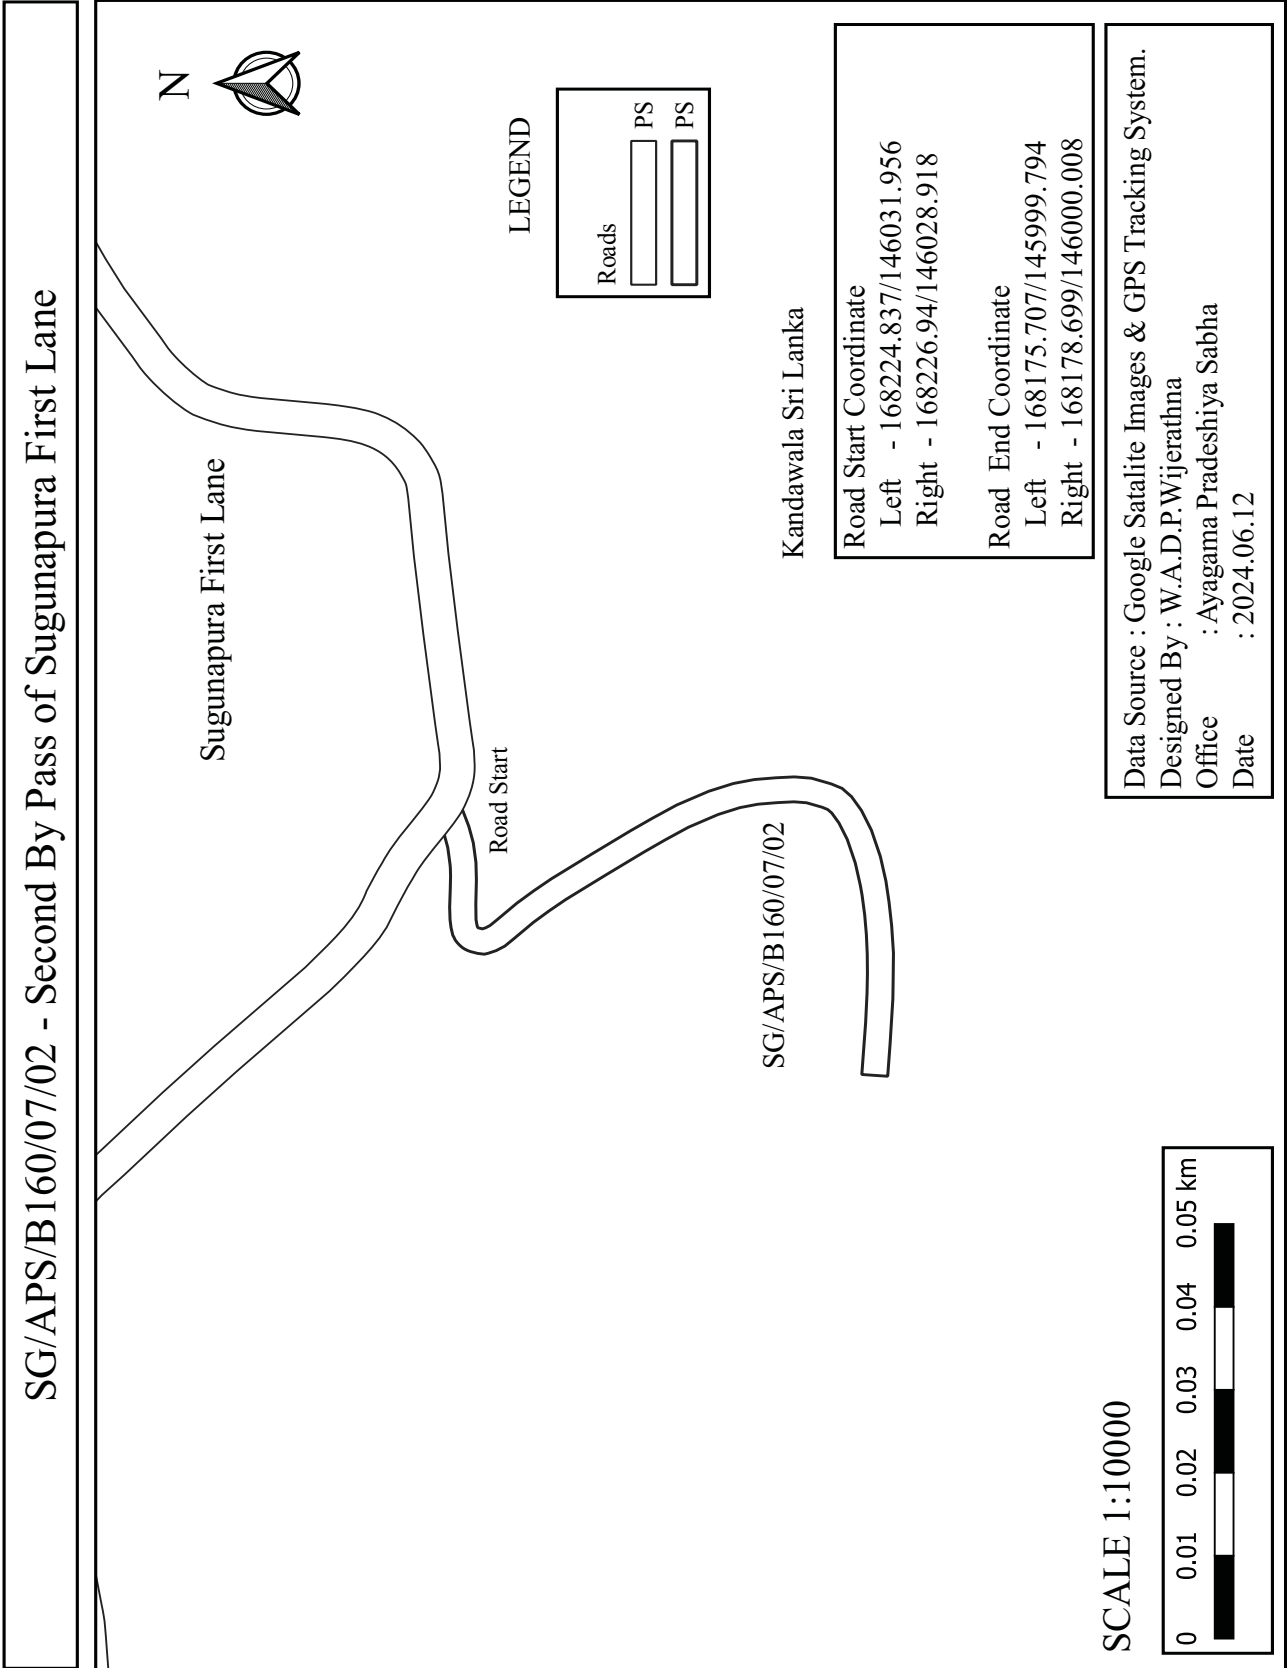 SG/APS/B160/07/02 - Second By Pass of Sugunapura First Lane
N
Sugunapura First Lane
LEGEND
Roads
PS
PS
Road Start
SG/APS/B160/07/02
Kandawala Sri Lanka
Road Start Coordinate
Left - 168224.837/146031.956
Right - 168226.94/146028.918
Road End Coordinate
Left - 168175.707/145999.794
Right - 168178.699/146000.008
SCALE 1:10000
0 0.01 0.02 0.03 0.04 0.05 km
Data Source : Google Satalite Images & GPS Tracking System.
Designed By : W.A.D.P.Wijerathna
Office : Ayagama Pradeshiya Sabha
Date : 2024.06.12